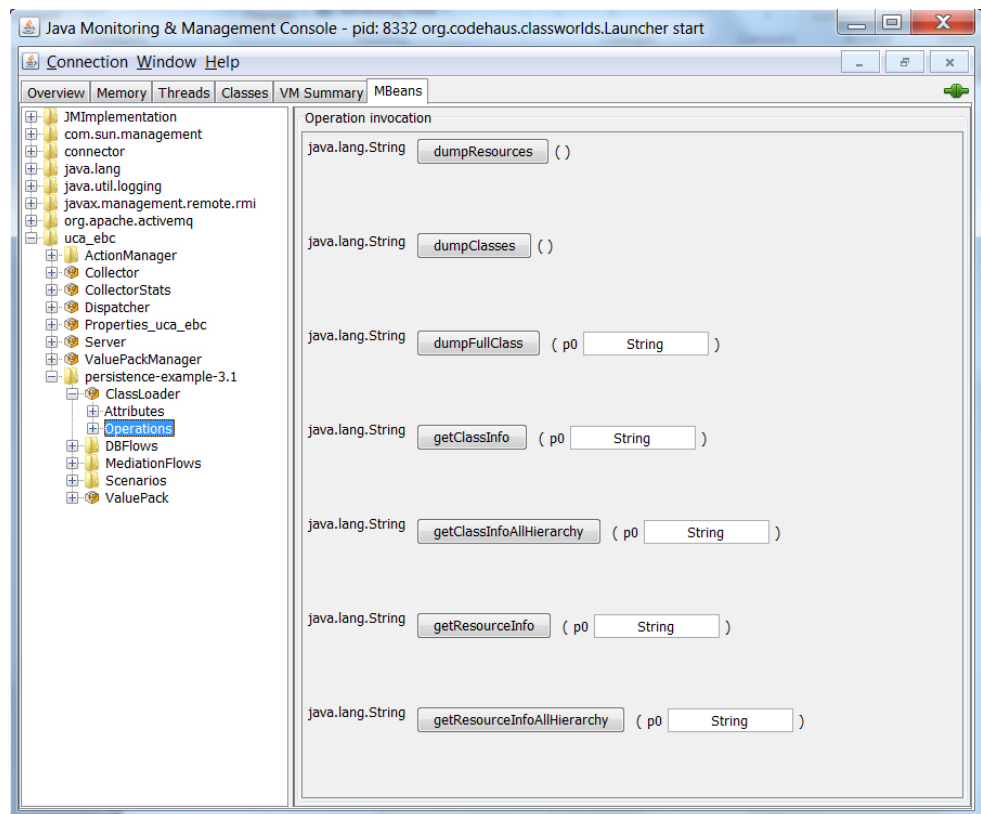 Java Monitoring & Management Console - pid: 8332 org.codehaus.classworlds.Launcher start
Connection Window Help
Overview Memory Threads Classes VM Summary MBeans
JMImplementation
com.sun.management
connector
java.lang
java.util.logging
javax.management.remote.rmi
org.apache.activemq
uca_ebc
ActionManager
Collector
CollectorStats
Dispatcher
Properties_uca_ebc
Server
ValuePackManager
persistence-example-3.1
ClassLoader
Attributes
Operations
DBFlows
MediationFlows
Scenarios
ValuePack
Operation invocation
java.lang.String dumpResources ( )
java.lang.String dumpClasses ( )
java.lang.String dumpFullClass ( p0 String )
java.lang.String getClassInfo ( p0 String )
java.lang.String getClassInfoAllHierarchy ( p0 String )
java.lang.String getResourceInfo ( p0 String )
java.lang.String getResourceInfoAllHierarchy ( p0 String )